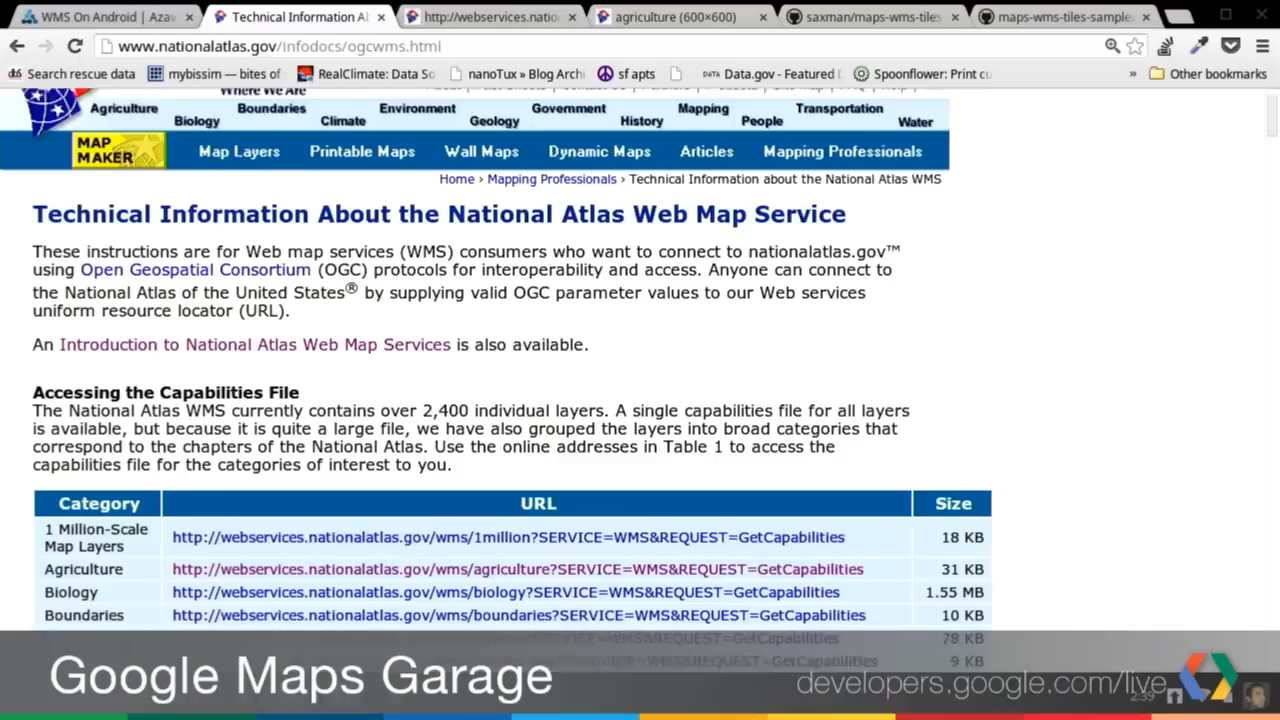 WMS On Android | Azav
Technical Information Ab
http://webservices.natio
agriculture (600×600)
saxman/maps-wms-tiles
maps-wms-tiles-sample
www.nationalatlas.gov/infodocs/ogcwms.html
Search rescue data
mybissim — bites of
RealClimate: Data So
nanoTux » Blog Archi
sf apts
DATA.GOV
Data.gov - Featured D
Spoonflower: Print cu
»
Other bookmarks
Where We Are
Agriculture
Boundaries
Environment
Government
Mapping
Transportation
Biology
Climate
Geology
History
People
Water
MAP MAKER
Map Layers
Printable Maps
Wall Maps
Dynamic Maps
Articles
Mapping Professionals
Home › Mapping Professionals › Technical Information about the National Atlas WMS
Technical Information About the National Atlas Web Map Service
These instructions are for Web map services (WMS) consumers who want to connect to nationalatlas.gov™
using Open Geospatial Consortium (OGC) protocols for interoperability and access. Anyone can connect to
the National Atlas of the United States® by supplying valid OGC parameter values to our Web services
uniform resource locator (URL).
An Introduction to National Atlas Web Map Services is also available.
Accessing the Capabilities File
The National Atlas WMS currently contains over 2,400 individual layers. A single capabilities file for all layers
is available, but because it is quite a large file, we have also grouped the layers into broad categories that
correspond to the chapters of the National Atlas. Use the online addresses in Table 1 to access the
capabilities file for the categories of interest to you.
Category URL Size
1 Million-Scale
Map Layers
http://webservices.nationalatlas.gov/wms/1million?SERVICE=WMS&REQUEST=GetCapabilities 18 KB
Agriculture http://webservices.nationalatlas.gov/wms/agriculture?SERVICE=WMS&REQUEST=GetCapabilities 31 KB
Biology http://webservices.nationalatlas.gov/wms/biology?SERVICE=WMS&REQUEST=GetCapabilities 1.55 MB
Boundaries http://webservices.nationalatlas.gov/wms/boundaries?SERVICE=WMS&REQUEST=GetCapabilities 10 KB
SERVICE=WMS&REQUEST=GetCapabilities 78 KB
9 KB
Google Maps Garage
developers.google.com/live
2:39